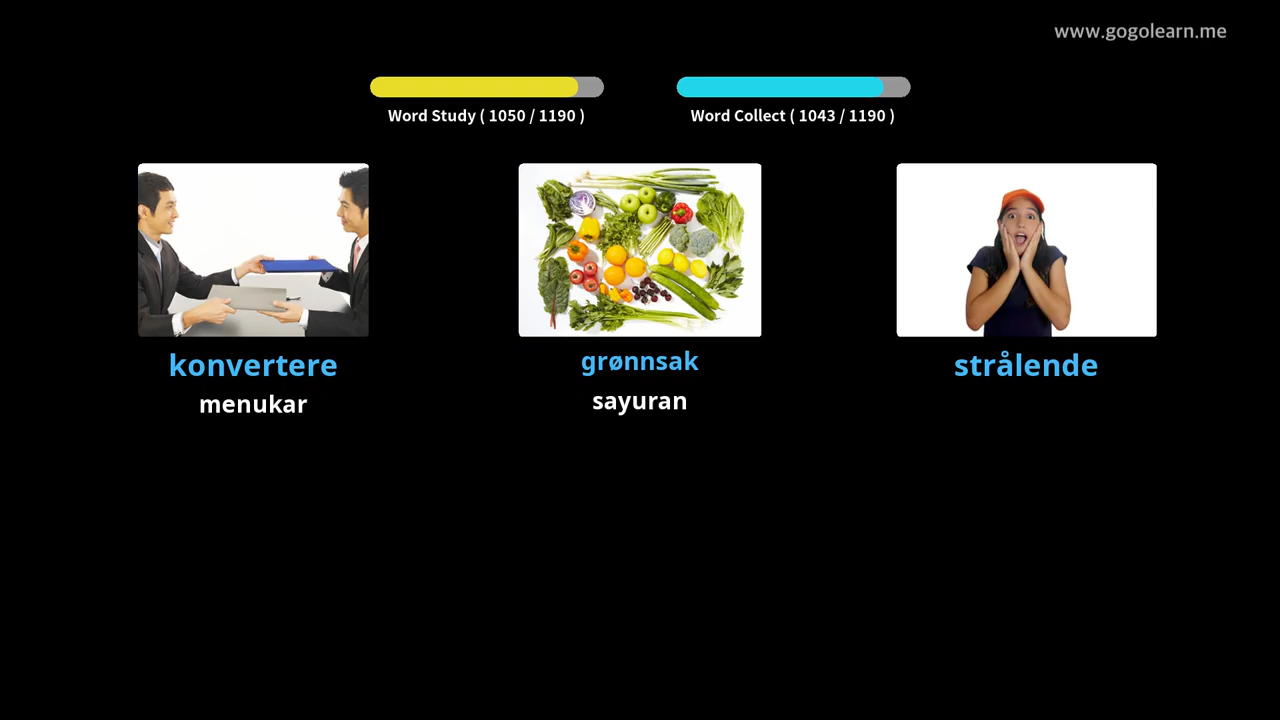 www.gogolearn.me
Word Study ( 1050 / 1190 )
Word Collect ( 1043 / 1190 )
konvertere
menukar
grønnsak
sayuran
strålende